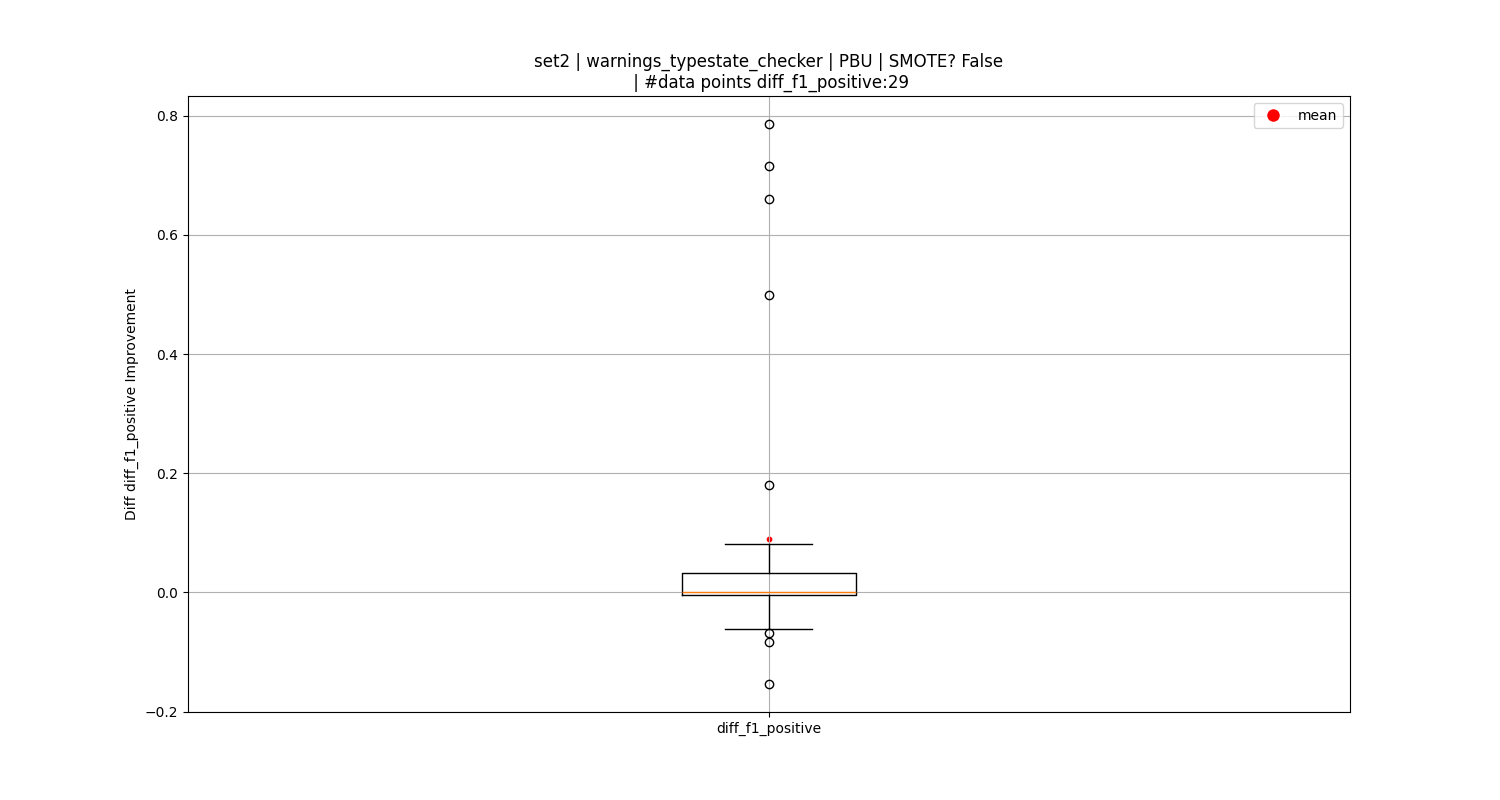 set2 | warnings_typestate_checker | PBU | SMOTE? False
| #data points diff_f1_positive:29
mean
0.8
0.6
0.4
0.2
0.0
−0.2
Diff diff_f1_positive Improvement
diff_f1_positive